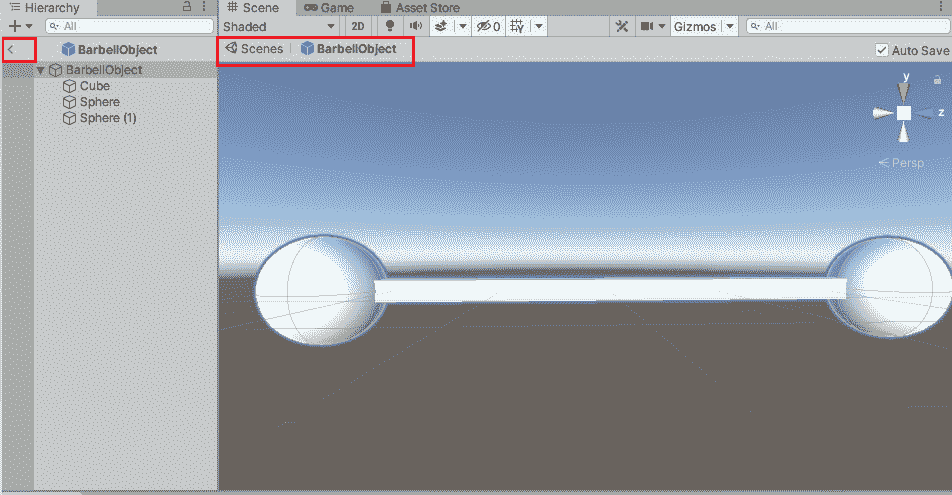 Hierarchy
All
BarbellObject
BarbellObject
Cube
Sphere
Sphere (1)
Scene Game Asset Store
Shaded 2D 0 Gizmos All
Scenes BarbellObject Auto Save
y
z
Persp